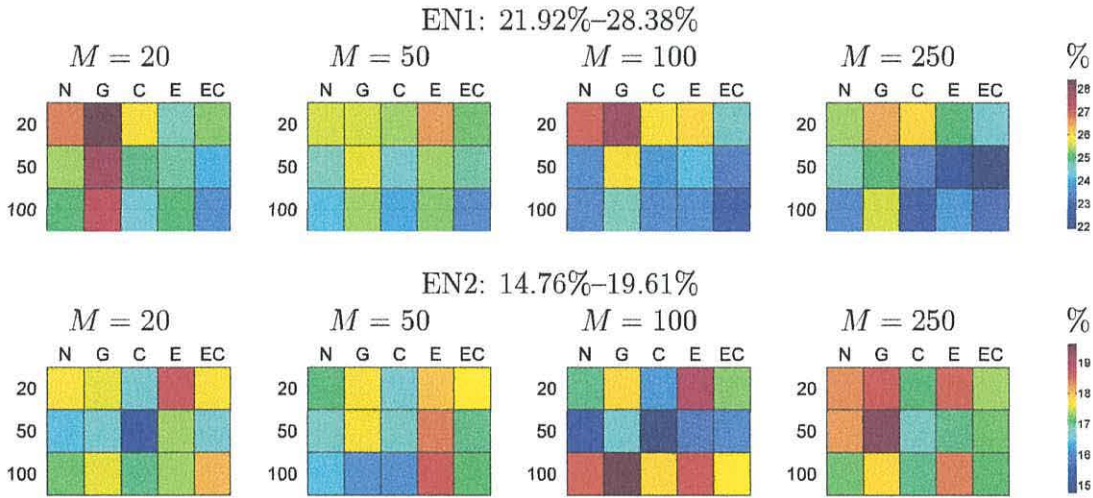 EN1: 21.92%–28.38%
M = 20 M = 50 M = 100 M = 250 %
N G C E EC N G C E EC N G C E EC N G C E EC
20 20 20 20
50 50 50 50
100 100 100 100
28
27
26
25
24
23
22
EN2: 14.76%–19.61%
M = 20 M = 50 M = 100 M = 250 %
N G C E EC N G C E EC N G C E EC N G C E EC
20 20 20 20
50 50 50 50
100 100 100 100
19
18
17
16
15